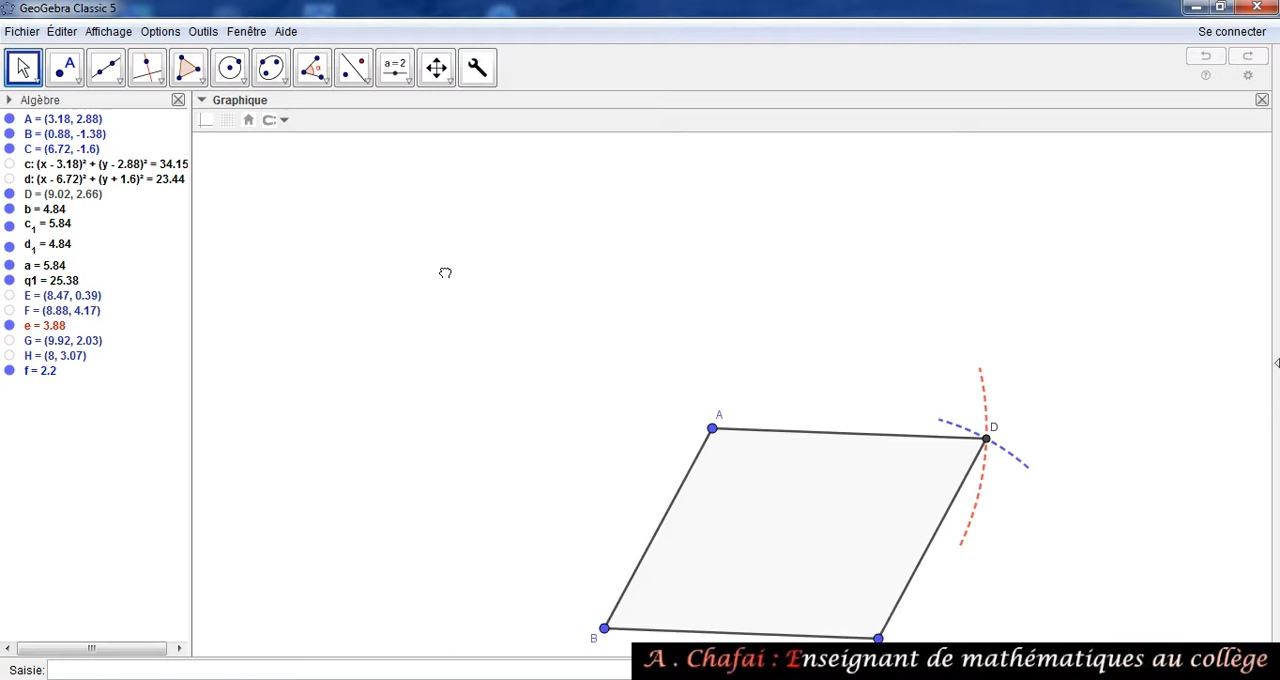 GeoGebra Classic 5
Fichier Éditer Affichage Options Outils Fenêtre Aide Se connecter
A a=2 α
Algèbre
Graphique
A = (3.18, 2.88)
B = (0.88, -1.38)
C = (6.72, -1.6)
c: (x - 3.18)² + (y - 2.88)² = 34.15
d: (x - 6.72)² + (y + 1.6)² = 23.44
D = (9.02, 2.66)
b = 4.84
c₁ = 5.84
d₁ = 4.84
a = 5.84
q1 = 25.38
E = (8.47, 0.39)
F = (8.88, 4.17)
e = 3.88
G = (9.92, 2.03)
H = (8, 3.07)
f = 2.2
A
D
B
Saisie:
A . Chafai : Enseignant de mathématiques au collège